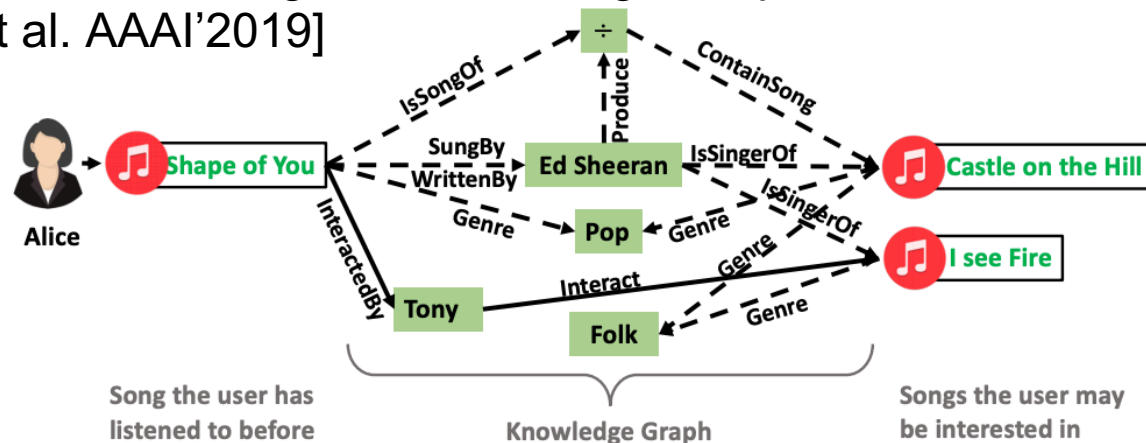 t al. AAAI’2019]
÷
IsSongOf
ContainSong
Produce
SungBy
Ed Sheeran
IsSingerOf
Shape of You
WrittenBy
Castle on the Hill
IsSingerOf
Genre
Pop
Genre
Alice
InteractedBy
Genre
I see Fire
Interact
Tony
Genre
Folk
Song the user has
listened to before
Knowledge Graph
Songs the user may
be interested in